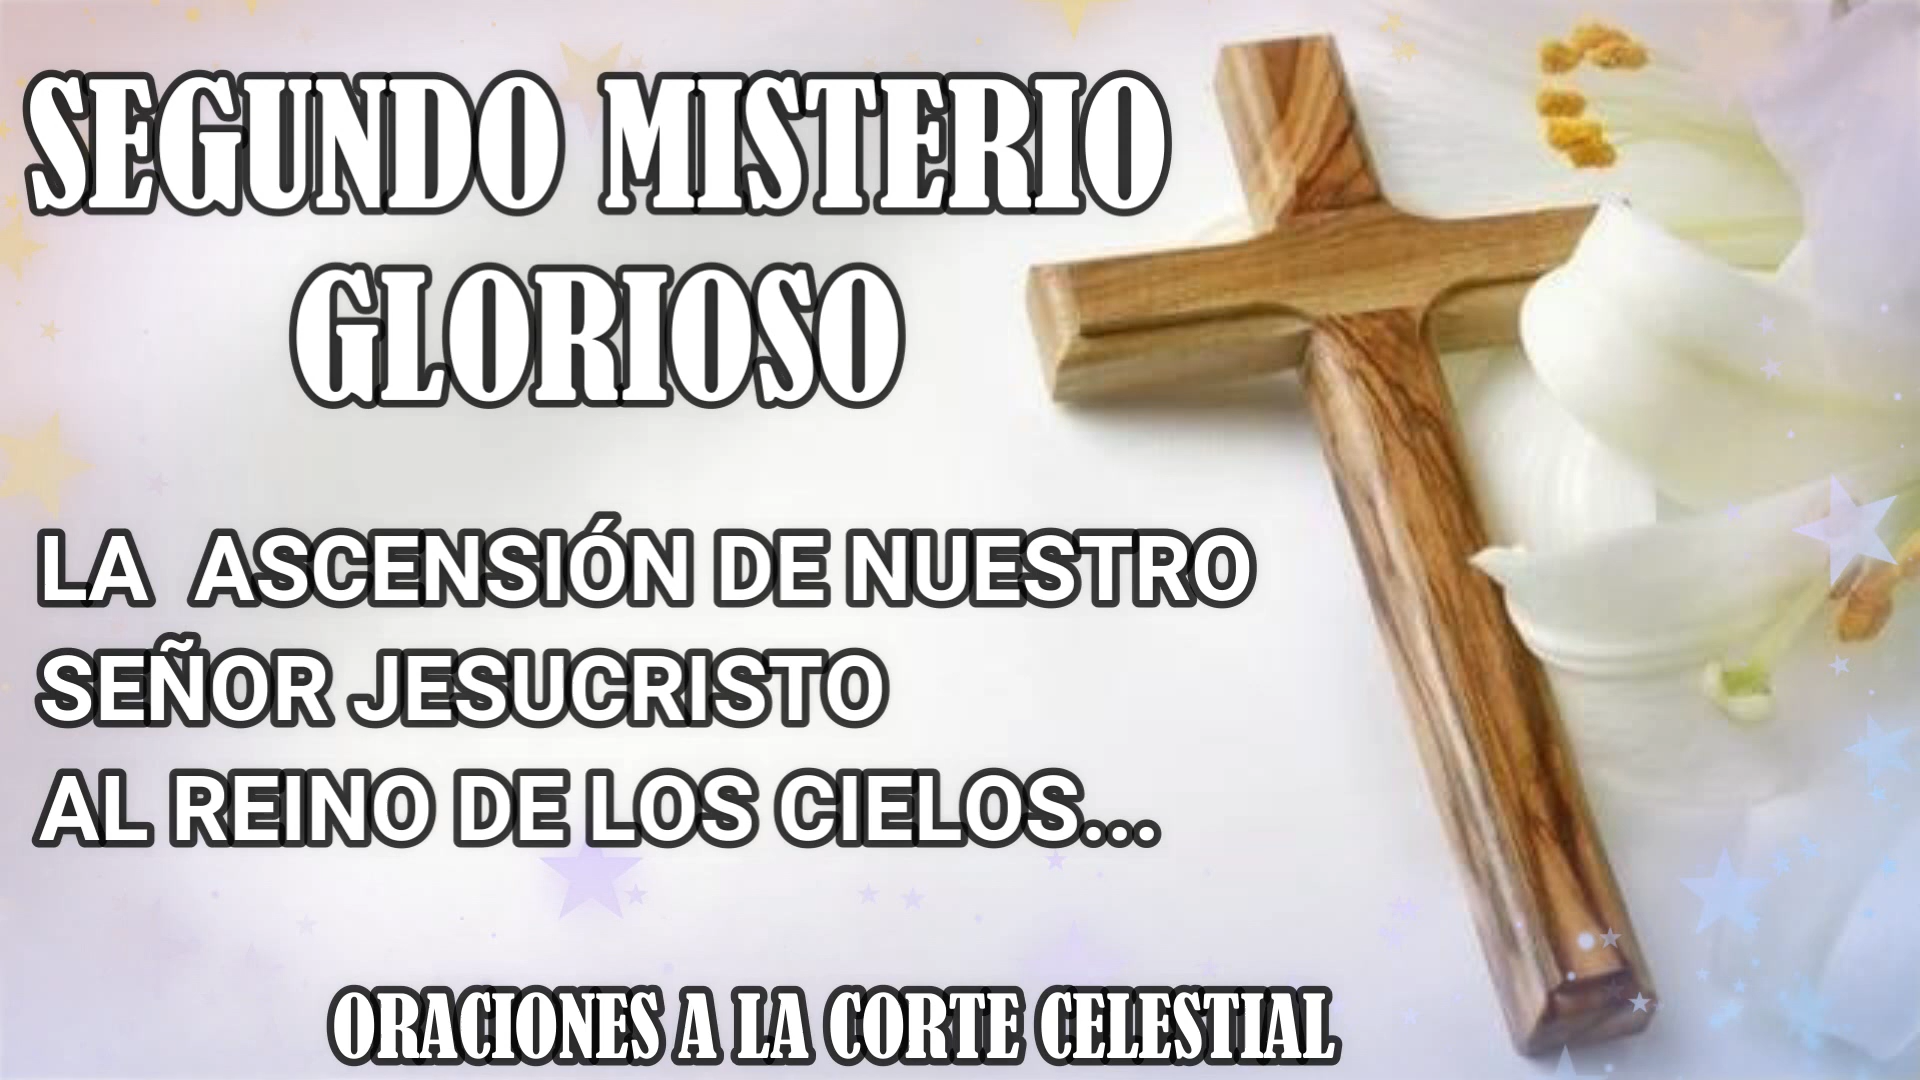 SEGUNDO MISTERIO
GLORIOSO
LA ASCENSIÓN DE NUESTRO
SEÑOR JESUCRISTO
AL REINO DE LOS CIELOS...
ORACIONES A LA CORTE CELESTIAL